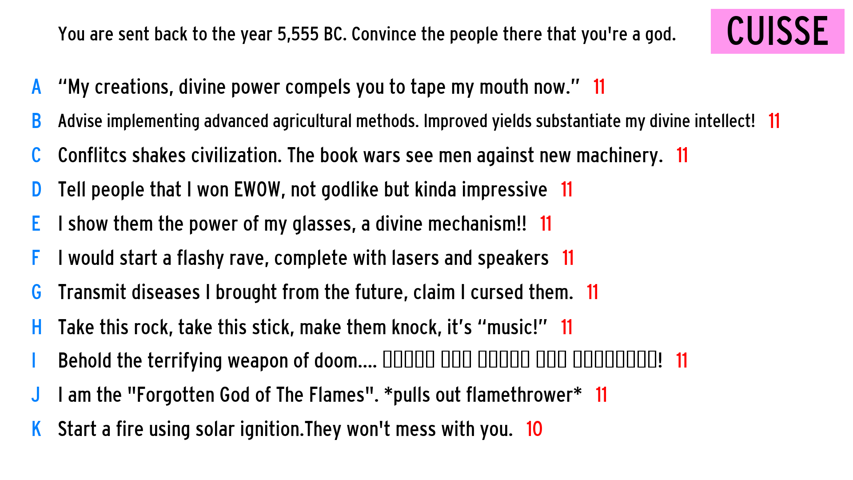 You are sent back to the year 5,555 BC. Convince the people there that you're a god.
CUISSE
A “My creations, divine power compels you to tape my mouth now.” 11
B Advise implementing advanced agricultural methods. Improved yields substantiate my divine intellect! 11
C Conflitcs shakes civilization. The book wars see men against new machinery. 11
D Tell people that I won EWOW, not godlike but kinda impressive 11
E I show them the power of my glasses, a divine mechanism!! 11
F I would start a flashy rave, complete with lasers and speakers 11
G Transmit diseases I brought from the future, claim I cursed them. 11
H Take this rock, take this stick, make them knock, it’s “music!” 11
I Behold the terrifying weapon of doom.... ! 11
J I am the "Forgotten God of The Flames". *pulls out flamethrower* 11
K Start a fire using solar ignition.They won't mess with you. 10